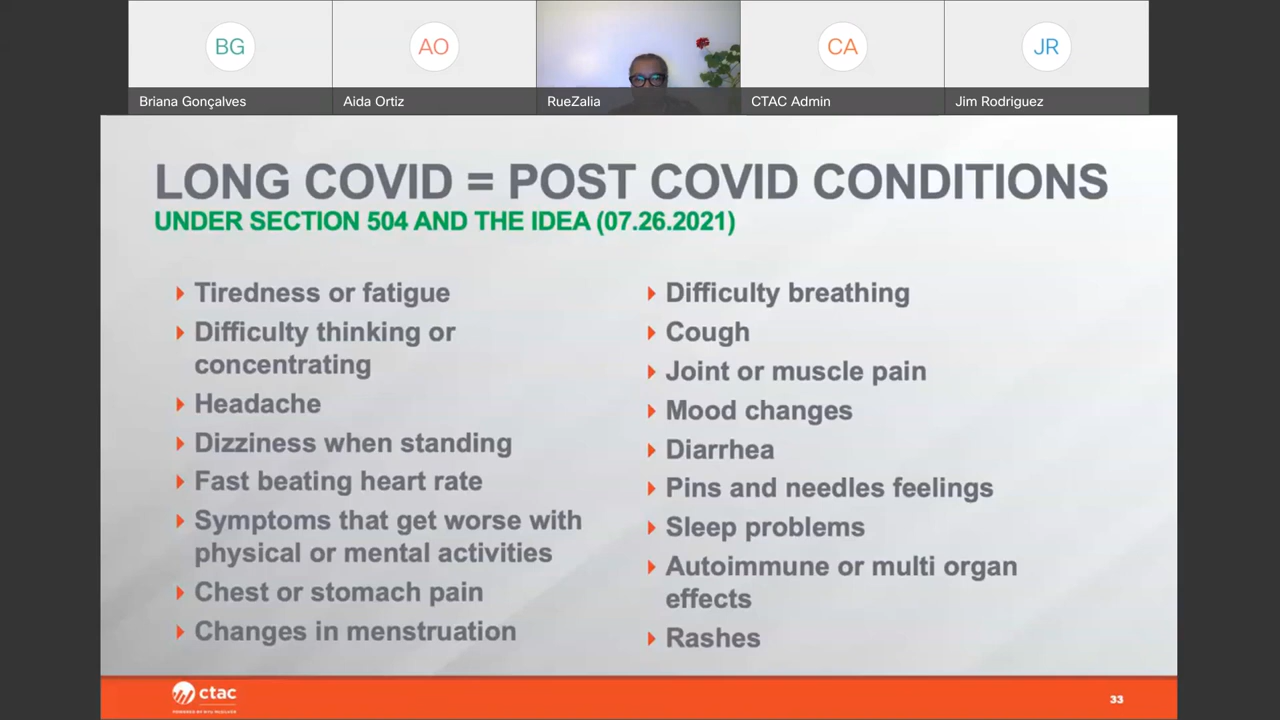 BG
AO
CA
JR
Briana Gonçalves
Aida Ortiz
RueZalia
CTAC Admin
Jim Rodriguez
LONG COVID = POST COVID CONDITIONS
UNDER SECTION 504 AND THE IDEA (07.26.2021)
Tiredness or fatigue
Difficulty thinking or
concentrating
Headache
Dizziness when standing
Fast beating heart rate
Symptoms that get worse with
physical or mental activities
Chest or stomach pain
Changes in menstruation
Difficulty breathing
Cough
Joint or muscle pain
Mood changes
Diarrhea
Pins and needles feelings
Sleep problems
Autoimmune or multi organ
effects
Rashes
ctac
POWERED BY NYU MCSILVER
33